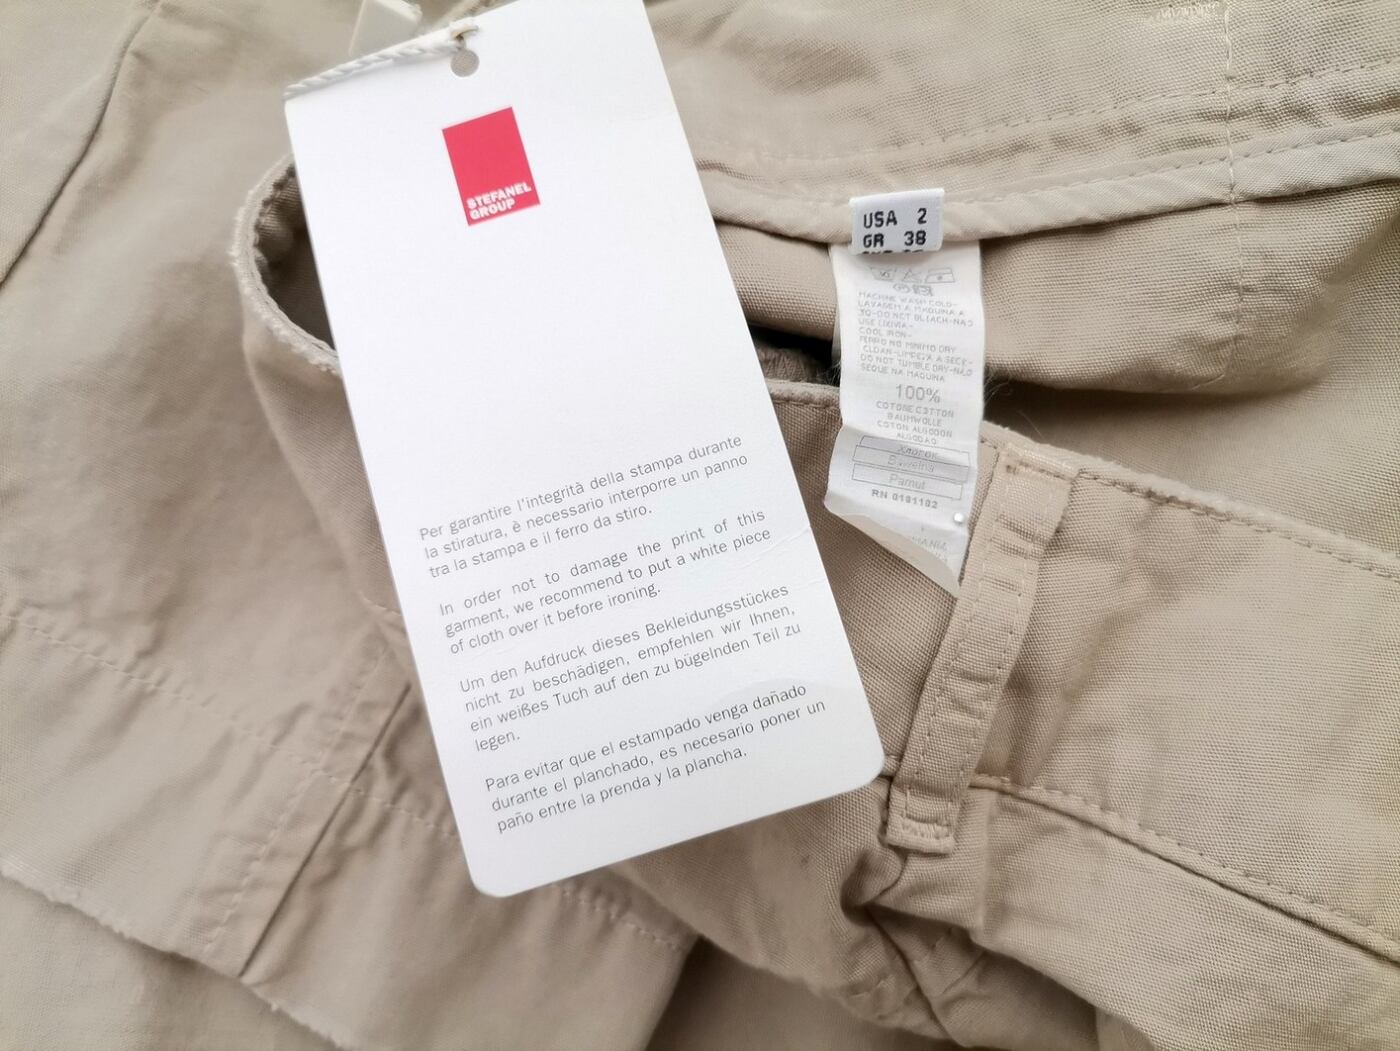 STEFANEL
GROUP
Per garantire l'integrità della stampa durante
la stiratura, è necessario interporre un panno
tra la stampa e il ferro da stiro.
In order not to damage the print of this
garment, we recommend to put a white piece
of cloth over it before ironing.
Um den Aufdruck dieses Bekleidungsstückes
nicht zu beschädigen, empfehlen wir Ihnen,
ein weißes Tuch auf den zu bügelnden Teil zu
legen.
Para evitar que el estampado venga dañado
durante el planchado, es necesario poner un
paño entre la prenda y la plancha.
USA 2
GR 38
MACHINE WASH COLD-
LAVAGEM A MAQUINA A
DO NOT BLEACH-NAO
USE LIXIVIA-
COOL IRON-
FERRO NO MINIMO DRY
CLEAN-LIMPEZA A SECK-
DO NOT TUMBLE DRY-NAO
SEQUE NA MAQUINA
100%
COTONE COTTON
BAUMWOLLE
COTON ALGODON
ALGODAO
Хлопок
Bawełna
Pamut
RN 0101102